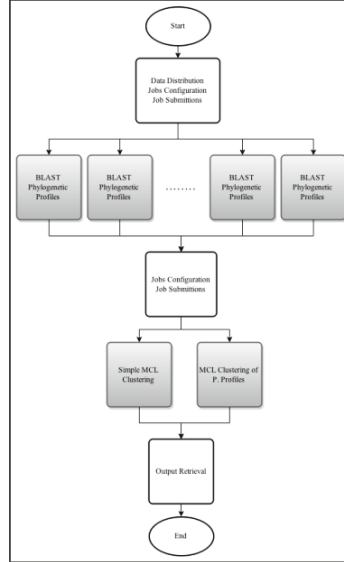 Start
Data Distribution
Jobs Configuration
Job Submittions
BLAST
Phylogenetic
Profiles
BLAST
Phylogenetic
Profiles
........
BLAST
Phylogenetic
Profiles
BLAST
Phylogenetic
Profiles
Jobs Configuration
Job Submittions
Simple MCL
Clustering
MCL Clustering of
P. Profiles
Output Retrieval
End